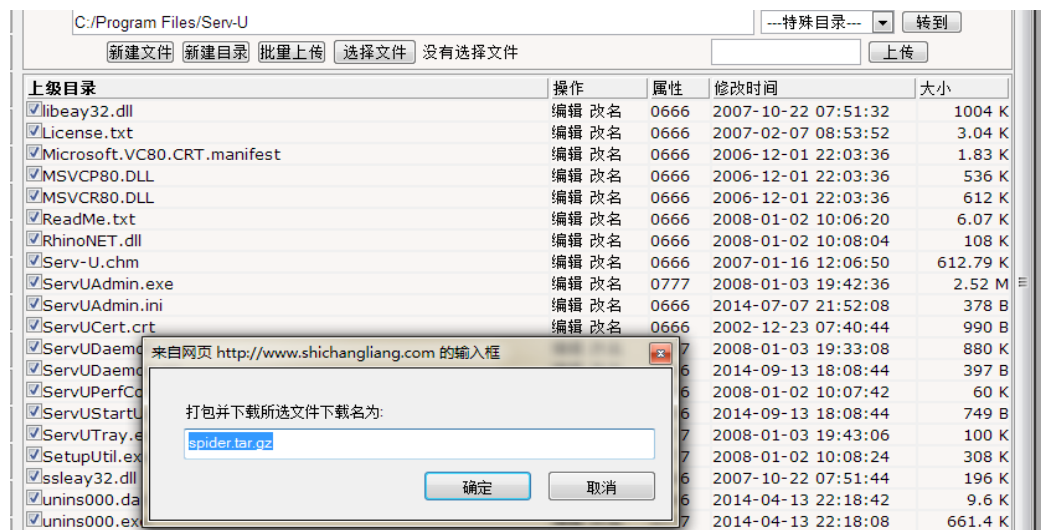 C:/Program Files/Serv-U ---特殊目录--- 转到
新建文件 新建目录 批里上传 选择文件 没有选择文件 上传
上级目录 操作 属性 修改时间 大小
libeay32.dll 编辑 改名 0666 2007-10-22 07:51:32 1004 K
License.txt 编辑 改名 0666 2007-02-07 08:53:52 3.04 K
Microsoft.VC80.CRT.manifest 编辑 改名 0666 2006-12-01 22:03:36 1.83 K
MSVCP80.DLL 编辑 改名 0666 2006-12-01 22:03:36 536 K
MSVCR80.DLL 编辑 改名 0666 2006-12-01 22:03:36 612 K
ReadMe.txt 编辑 改名 0666 2008-01-02 10:06:20 6.07 K
RhinoNET.dll 编辑 改名 0666 2008-01-02 10:08:04 108 K
Serv-U.chm 编辑 改名 0666 2007-01-16 12:06:50 612.79 K
ServUAdmin.exe 编辑 改名 0777 2008-01-03 19:42:36 2.52 M
ServUAdmin.ini 编辑 改名 0666 2014-07-07 21:52:08 378 B
ServUCert.crt 编辑 改名 0666 2002-12-23 07:40:44 990 B
ServUDaemo 7 2008-01-03 19:33:08 880 K
ServUDaemo 6 2014-09-13 18:08:44 397 B
ServUPerfCo 6 2008-01-02 10:07:42 60 K
ServUStartU 6 2014-09-13 18:08:44 749 B
ServUTray.e 7 2008-01-03 19:43:06 100 K
SetupUtil.ex 7 2008-01-02 10:08:24 308 K
ssleay32.dll 6 2007-10-22 07:51:44 196 K
unins000.da 6 2014-04-13 22:18:42 9.6 K
unins000.ex 7 2014-04-13 22:18:08 661.4 K
来自网页 http://www.shichangliang.com 的输入框
打包并下载所选文件下载名为:
spider.tar.gz
确定 取消